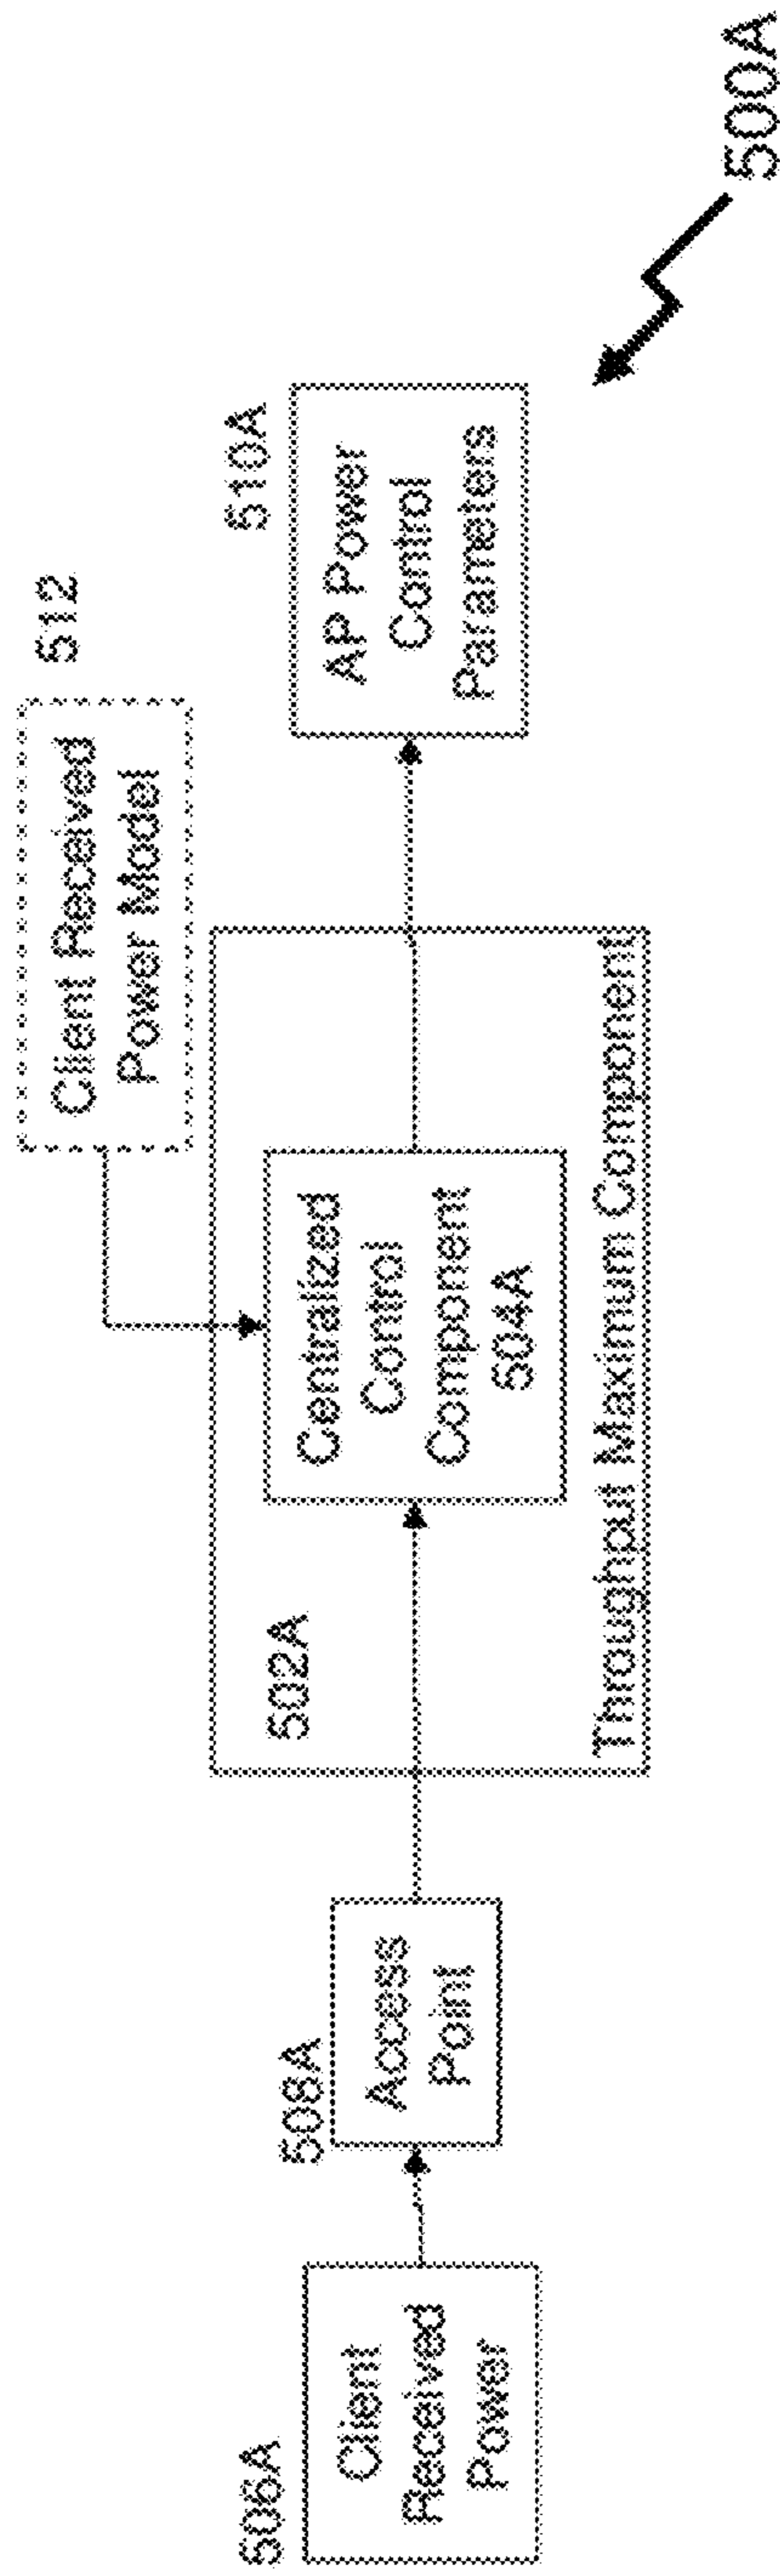 512
Client Received
Power Model
506A
Client
Received
Power
508A
Access
Point
502A
Centralized
Control
Component
504A
Throughput Maximum Component
510A
AP Power
Control
Parameters
500A